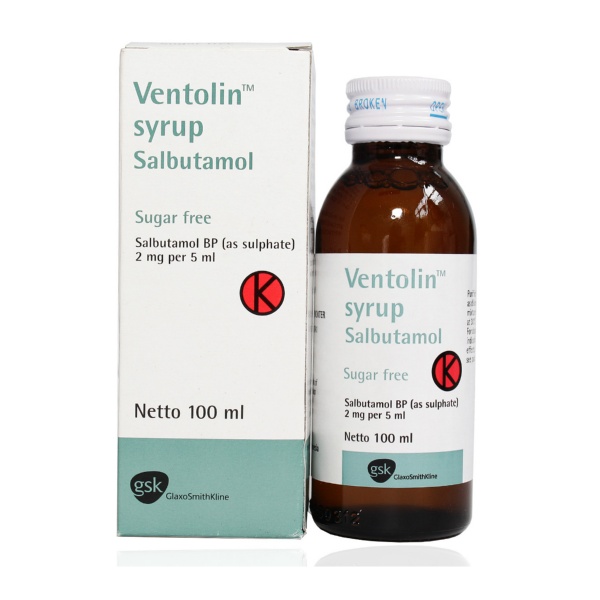 Ventolin™
syrup
Salbutamol
Sugar free
Salbutamol BP (as sulphate)
2 mg per 5 ml
K
Netto 100 ml
gsk
GlaxoSmithKline
BROKEN
Ventolin™
syrup
Salbutamol
Sugar free
K
Salbutamol BP (as sulphate)
2 mg per 5 ml
Netto 100 ml
gsk
GlaxoSmithKline